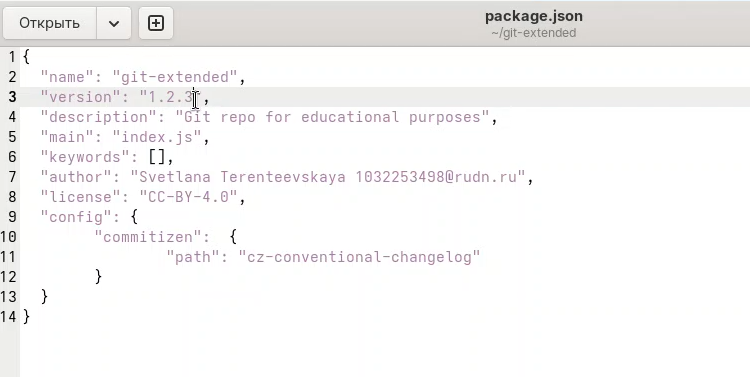 Открыть
package.json
~/git-extended
1 {
2   "name": "git-extended",
3   "version": "1.2.3",
4   "description": "Git repo for educational purposes",
5   "main": "index.js",
6   "keywords": [],
7   "author": "Svetlana Terenteevskaya 1032253498@rudn.ru",
8   "license": "CC-BY-4.0",
9   "config": {
10         "commitizen":  {
11                 "path": "cz-conventional-changelog"
12         }
13   }
14 }